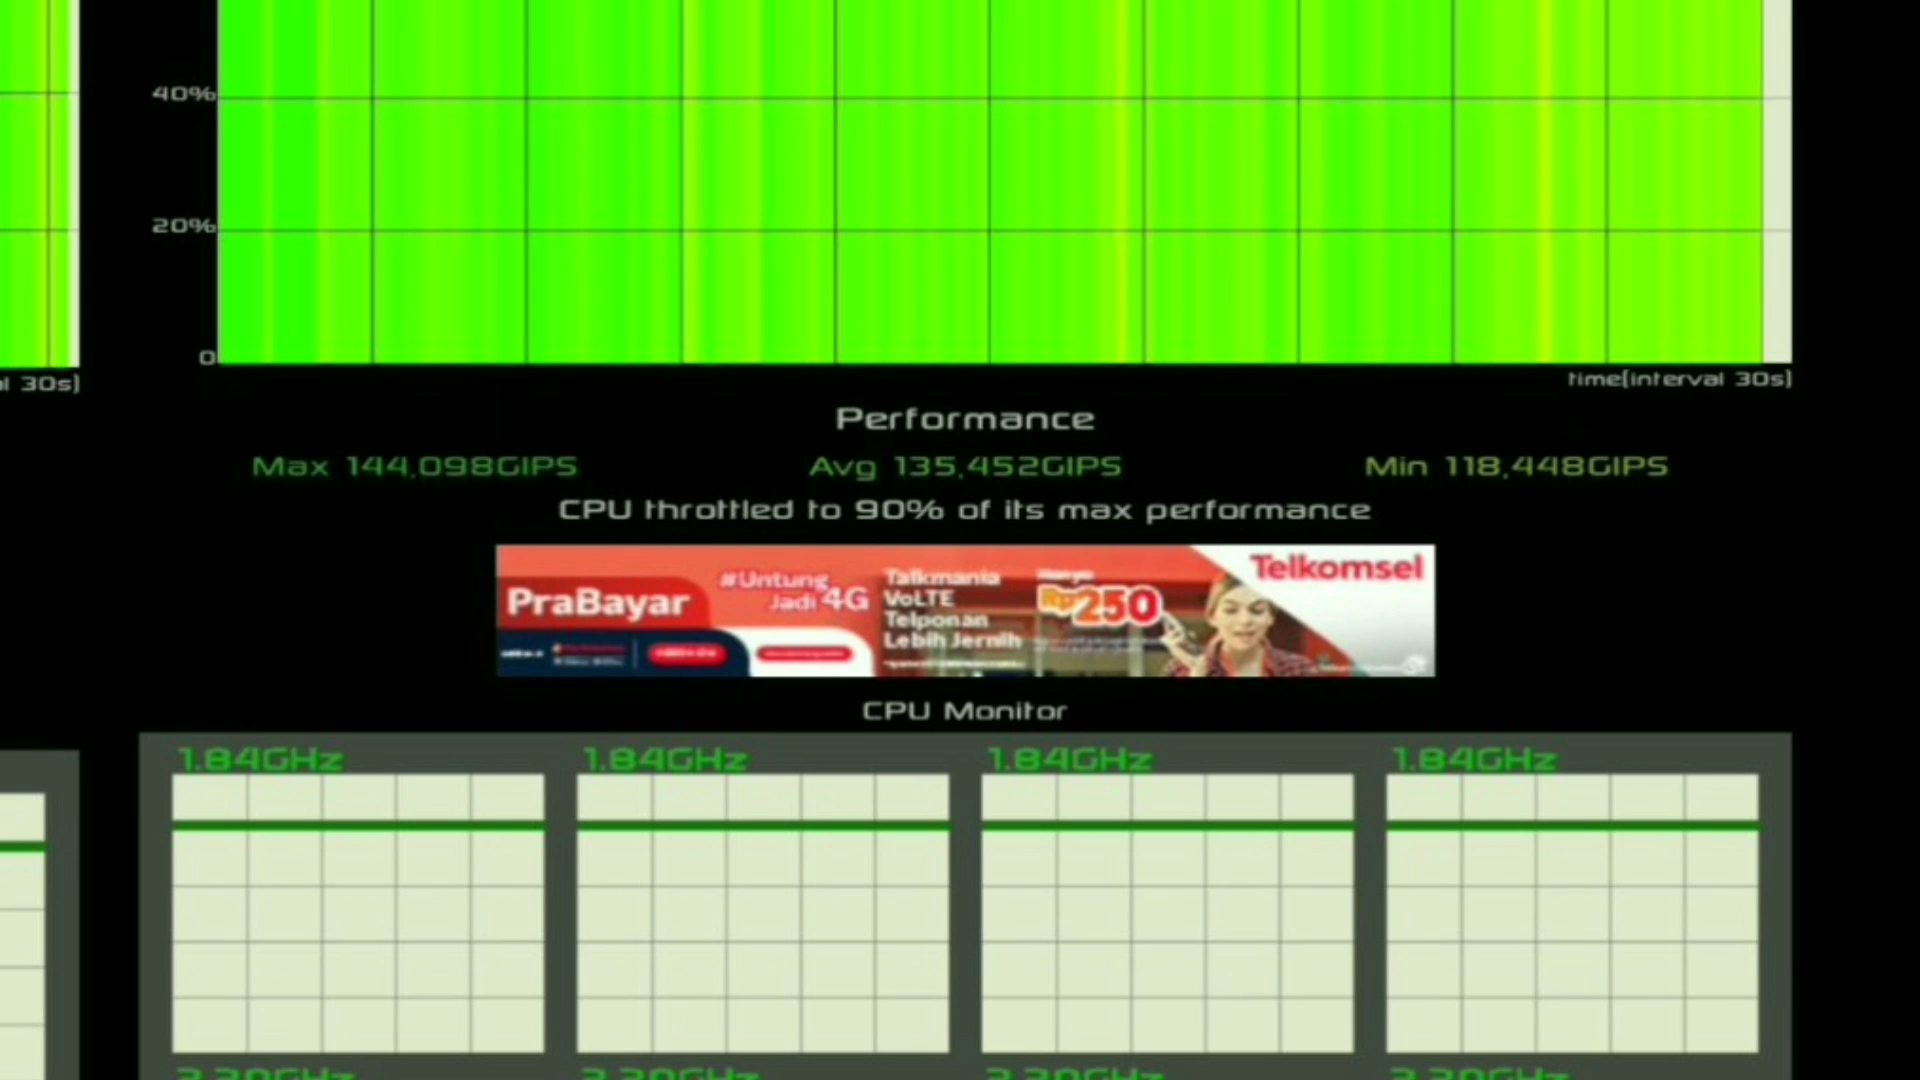 40%
20%
0
al 30s)
time(interval 30s)
Performance
Max 144,098GIPS
Avg 135,452GIPS
Min 118,448GIPS
CPU throttled to 90% of its max performance
Telkomsel
PraBayar
#Untung
Jadi 4G
Talkmania
VoLTE
Telponan
Lebih Jernih
Rp250
CPU Monitor
1.84GHz
1.84GHz
1.84GHz
1.84GHz